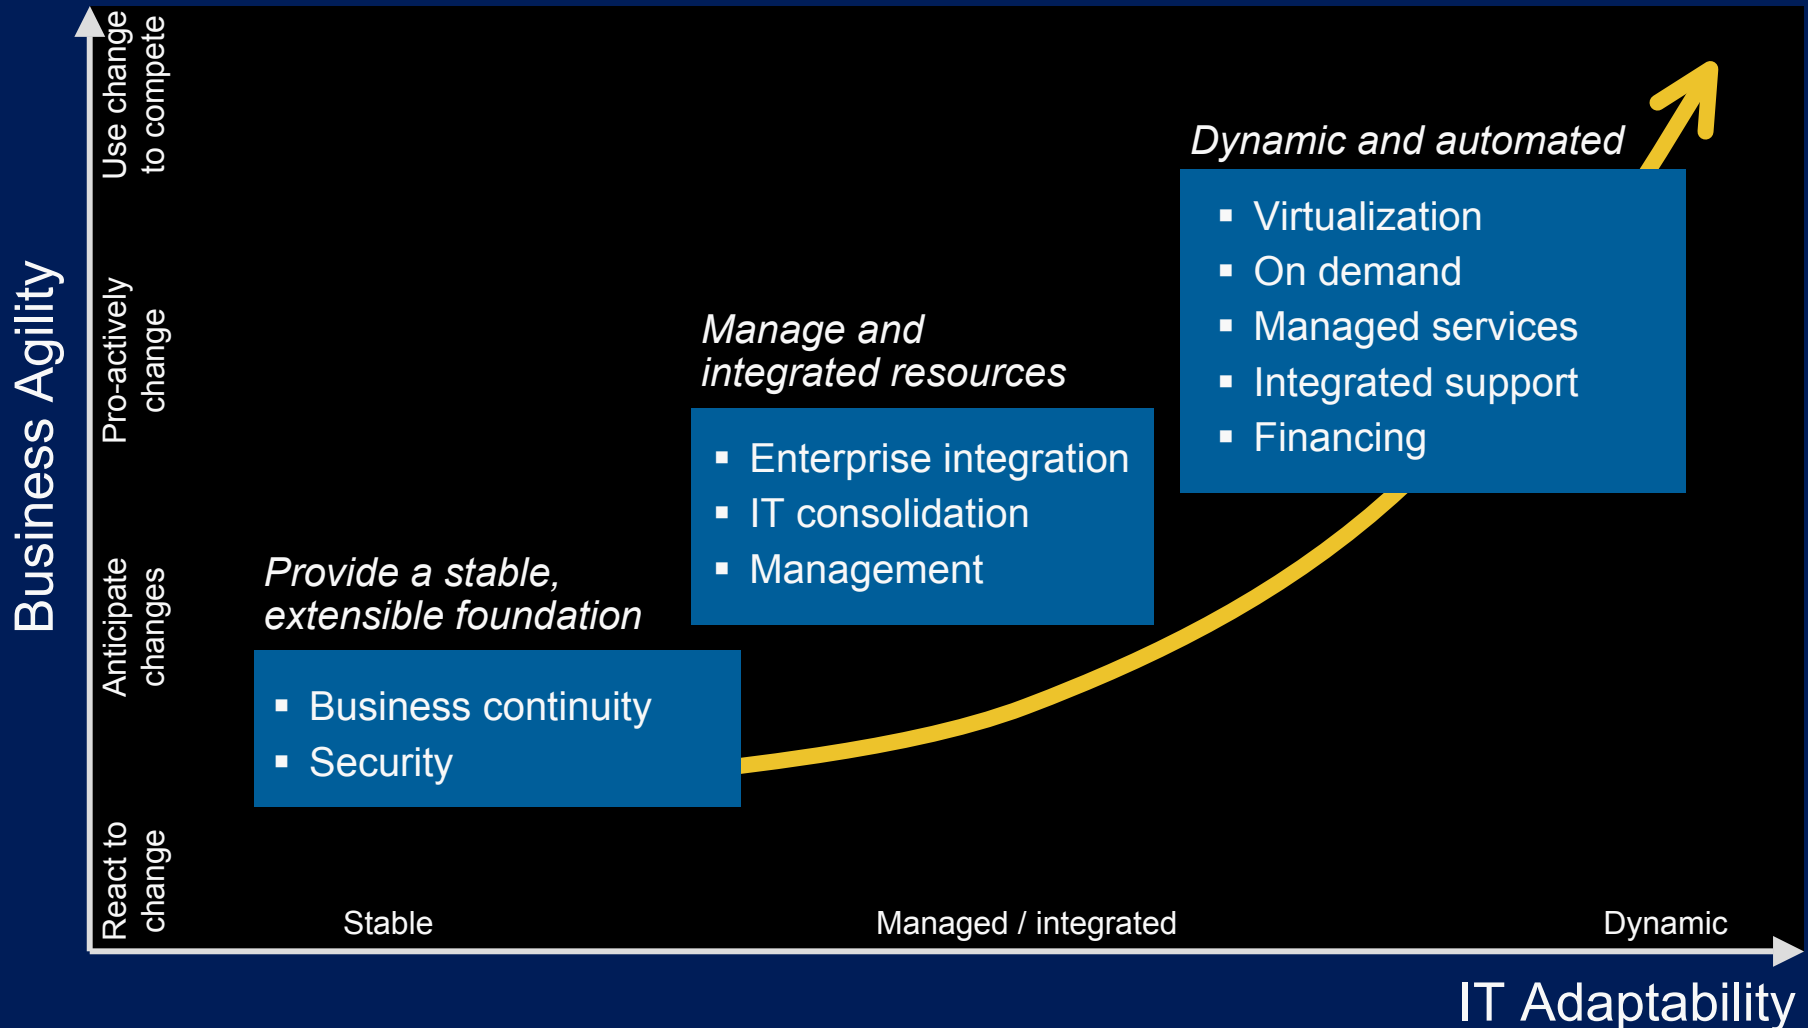 Business Agility
Use change
to compete
Pro-actively
change
Anticipate
changes
React to
change
Provide a stable,
extensible foundation
▪ Business continuity
▪ Security
Manage and
integrated resources
▪ Enterprise integration
▪ IT consolidation
▪ Management
Dynamic and automated
▪ Virtualization
▪ On demand
▪ Managed services
▪ Integrated support
▪ Financing
Stable
Managed / integrated
Dynamic
IT Adaptability